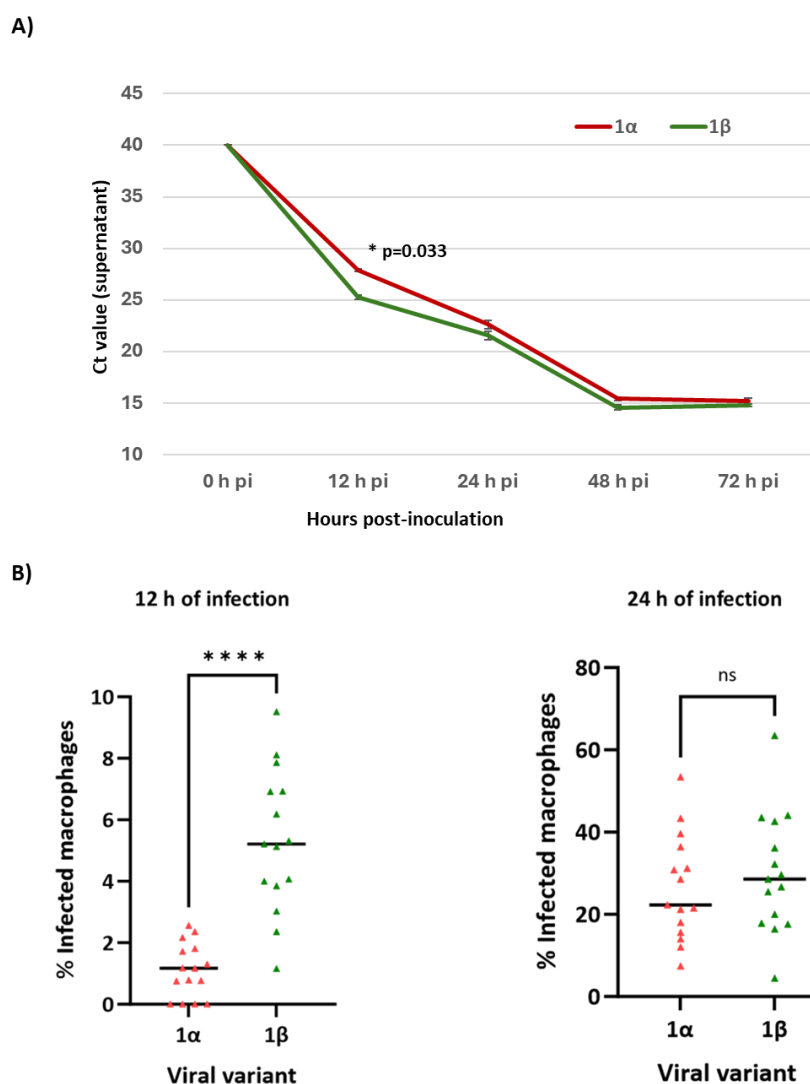 A)
45
40
35
30
25
20
15
10
Ct value (supernatant)
1α 1β
* p=0.033
0 h pi 12 h pi 24 h pi 48 h pi 72 h pi
Hours post-inoculation
B)
12 h of infection
****
10
8
6
4
2
0
% Infected macrophages
1α 1β
Viral variant
24 h of infection
ns
80
60
40
20
0
% Infected macrophages
1α 1β
Viral variant